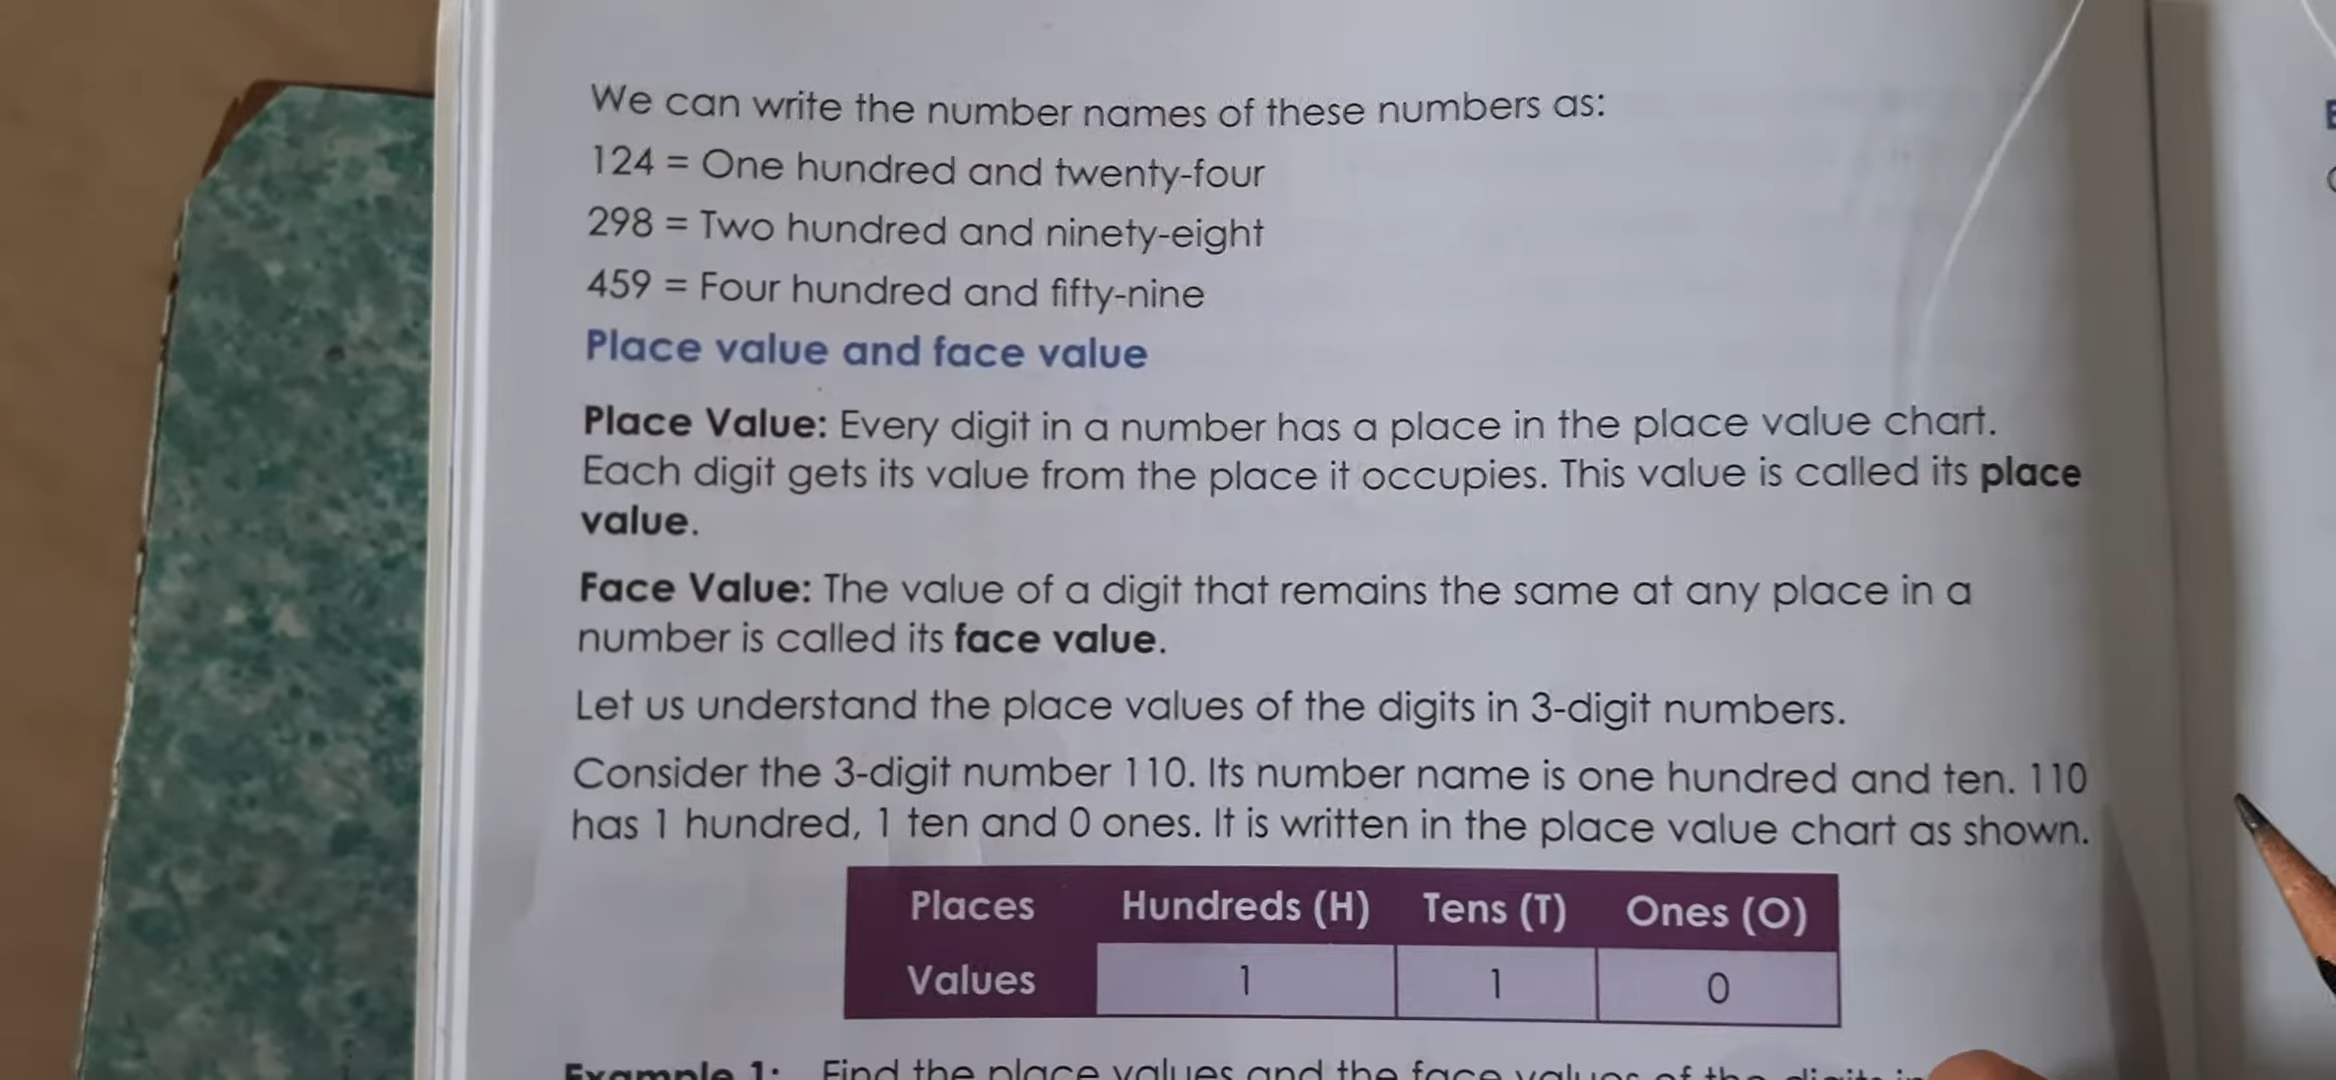 We can write the number names of these numbers as:
124 = One hundred and twenty-four
298 = Two hundred and ninety-eight
459 = Four hundred and fifty-nine
Place value and face value
Place Value: Every digit in a number has a place in the place value chart.
Each digit gets its value from the place it occupies. This value is called its place
value.
Face Value: The value of a digit that remains the same at any place in a
number is called its face value.
Let us understand the place values of the digits in 3-digit numbers.
Consider the 3-digit number 110. Its number name is one hundred and ten. 110
has 1 hundred, 1 ten and 0 ones. It is written in the place value chart as shown.
Places Hundreds (H) Tens (T) Ones (O)
Values 1 1 0
Example 1: Find the place values and the face values of the digits in